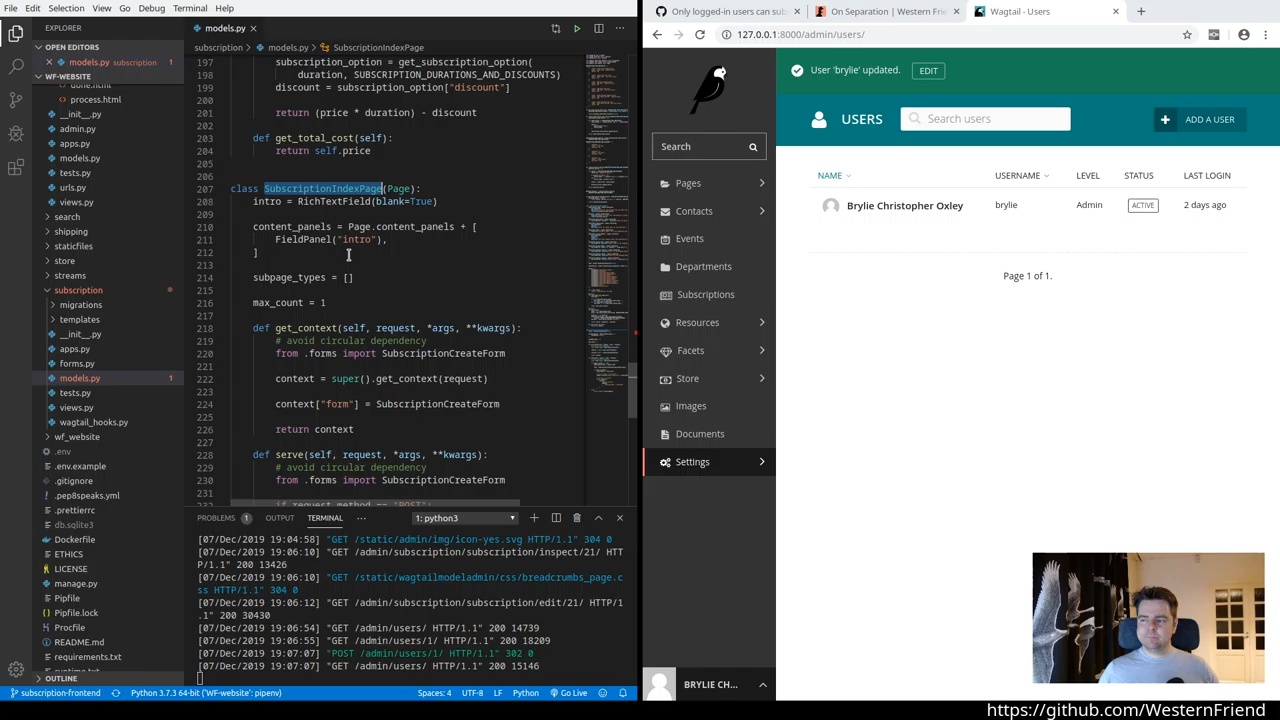 File Edit Selection View Go Debug Terminal Help
EXPLORER
OPEN EDITORS
models.py subscription 1
WF-WEBSITE
done.html
process.html
__init__.py
admin.py
apps.py
models.py
tests.py
urls.py
views.py
search
shipping
staticfiles
store
streams
subscription
migrations
templates
__init__.py
apps.py
forms.py
models.py 1
tests.py
views.py
wagtail_hooks.py
wf_website
.env
.env.example
.gitignore
.pep8speaks.yml
.prettierrc
db.sqlite3
Dockerfile
ETHICS
LICENSE
manage.py
Pipfile
Pipfile.lock
Procfile
README.md
requirements.txt
runtime.txt
OUTLINE
models.py
subscription > models.py > SubscriptionIndexPage
197 subscription_option = get_subscription_option(
198 duration, SUBSCRIPTION_DURATIONS_AND_DISCOUNTS)
199 discount = subscription_option["discount"]
200
201 return (price * duration) - discount
202
203 def get_total_cost(self):
204 return self.price
205
206
207 class SubscriptionIndexPage(Page):
208 intro = RichTextField(blank=True)
209
210 content_panels = Page.content_panels + [
211 FieldPanel("intro"),
212 ]
213
214 subpage_types = []
215
216 max_count = 1
217
218 def get_context(self, request, *args, **kwargs):
219 # avoid circular dependency
220 from .forms import SubscriptionCreateForm
221
222 context = super().get_context(request)
223
224 context["form"] = SubscriptionCreateForm
225
226 return context
227
228 def serve(self, request, *args, **kwargs):
229 # avoid circular dependency
230 from .forms import SubscriptionCreateForm
231
232 if request.method == "POST":
PROBLEMS 1 OUTPUT TERMINAL ··· 1: python3
[07/Dec/2019 19:04:58] "GET /static/admin/img/icon-yes.svg HTTP/1.1" 304 0
[07/Dec/2019 19:06:10] "GET /admin/subscription/subscription/inspect/21/ HTT
P/1.1" 200 13426
[07/Dec/2019 19:06:10] "GET /static/wagtailmodeladmin/css/breadcrumbs_page.c
ss HTTP/1.1" 304 0
[07/Dec/2019 19:06:12] "GET /admin/subscription/subscription/edit/21/ HTTP/1
.1" 200 30430
[07/Dec/2019 19:06:54] "GET /admin/users/ HTTP/1.1" 200 14739
[07/Dec/2019 19:06:55] "GET /admin/users/1/ HTTP/1.1" 200 18209
[07/Dec/2019 19:07:07] "POST /admin/users/1/ HTTP/1.1" 302 0
[07/Dec/2019 19:07:07] "GET /admin/users/ HTTP/1.1" 200 15146
subscription-frontend Python 3.7.3 64-bit ('WF-website': pipenv) Spaces: 4 UTF-8 LF Python Go Live
Only logged-in users can sub
On Separation | Western Frie
Wagtail - Users
127.0.0.1:8000/admin/users/
Search
Pages
Contacts
Events
Departments
Subscriptions
Resources
Facets
Store
Images
Documents
Settings
BRYLIE CH...
User 'brylie' updated. EDIT
USERS Search users ADD A USER
NAME USERNAME LEVEL STATUS LAST LOGIN
Brylie Christopher Oxley brylie Admin ACTIVE 2 days ago
Page 1 of 1.
https://github.com/WesternFriend